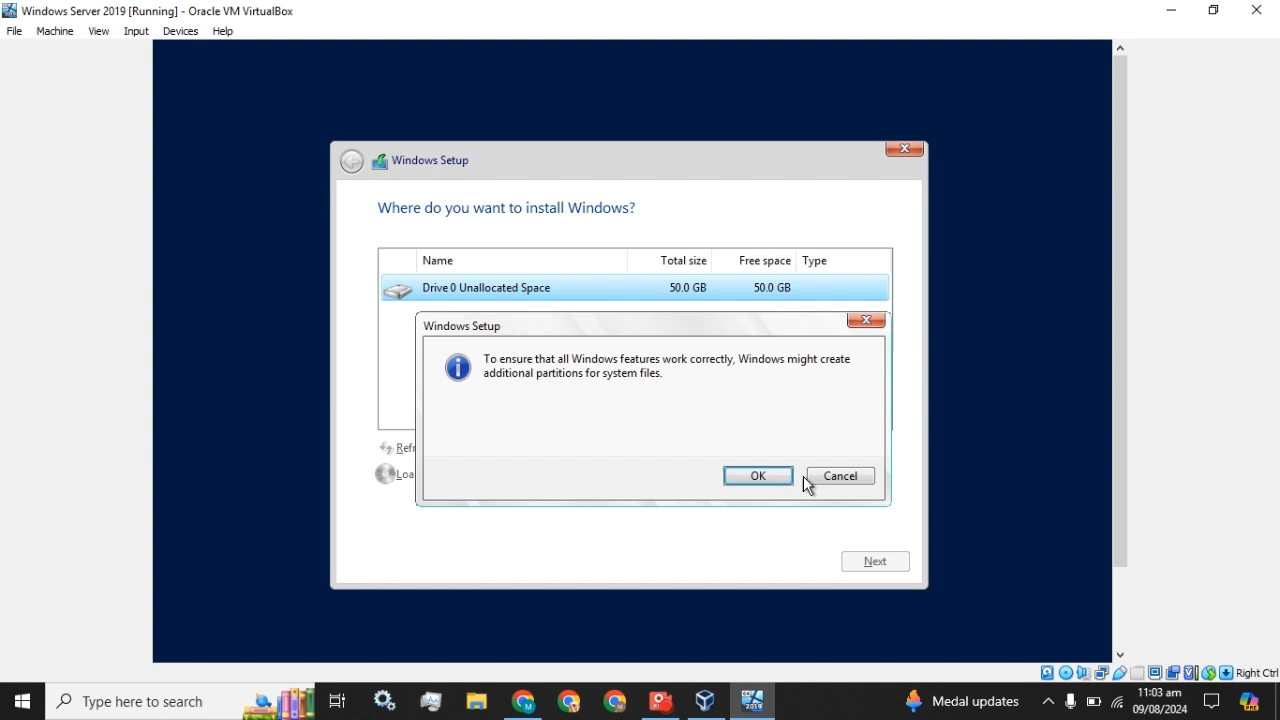 Windows Server 2019 [Running] - Oracle VM VirtualBox
File Machine View Input Devices Help
Windows Setup
Where do you want to install Windows?
Name Total size Free space Type
Drive 0 Unallocated Space 50.0 GB 50.0 GB
Windows Setup
To ensure that all Windows features work correctly, Windows might create
additional partitions for system files.
Refr
Loa
OK Cancel
Next
Right Ctrl
Type here to search
2019
Medal updates
11:03 am
09/08/2024